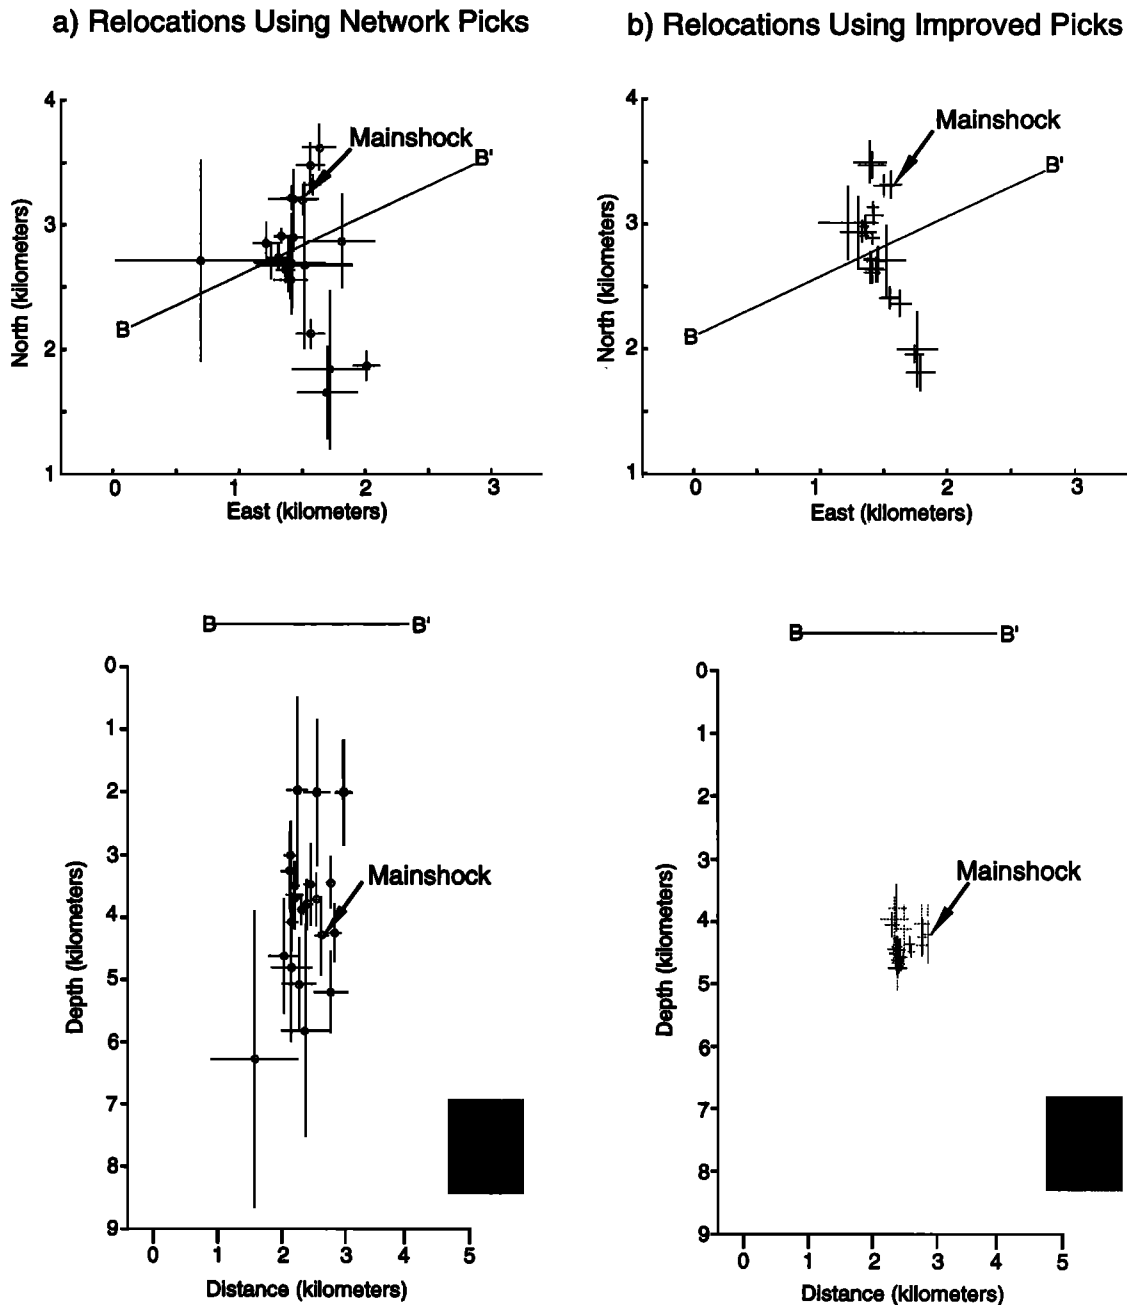 a) Relocations Using Network Picks
b) Relocations Using Improved Picks
4
3
2
1
North (kilometers)
Mainshock
B
B'
0
1
2
3
East (kilometers)
4
3
2
1
North (kilometers)
Mainshock
B
B'
0
1
2
3
East (kilometers)
B
B'
0
1
2
3
4
5
6
7
8
9
Depth (kilometers)
Mainshock
0
1
2
3
4
5
Distance (kilometers)
B
B'
0
1
2
3
4
5
6
7
8
9
Depth (kilometers)
Mainshock
0
1
2
3
4
5
Distance (kilometers)